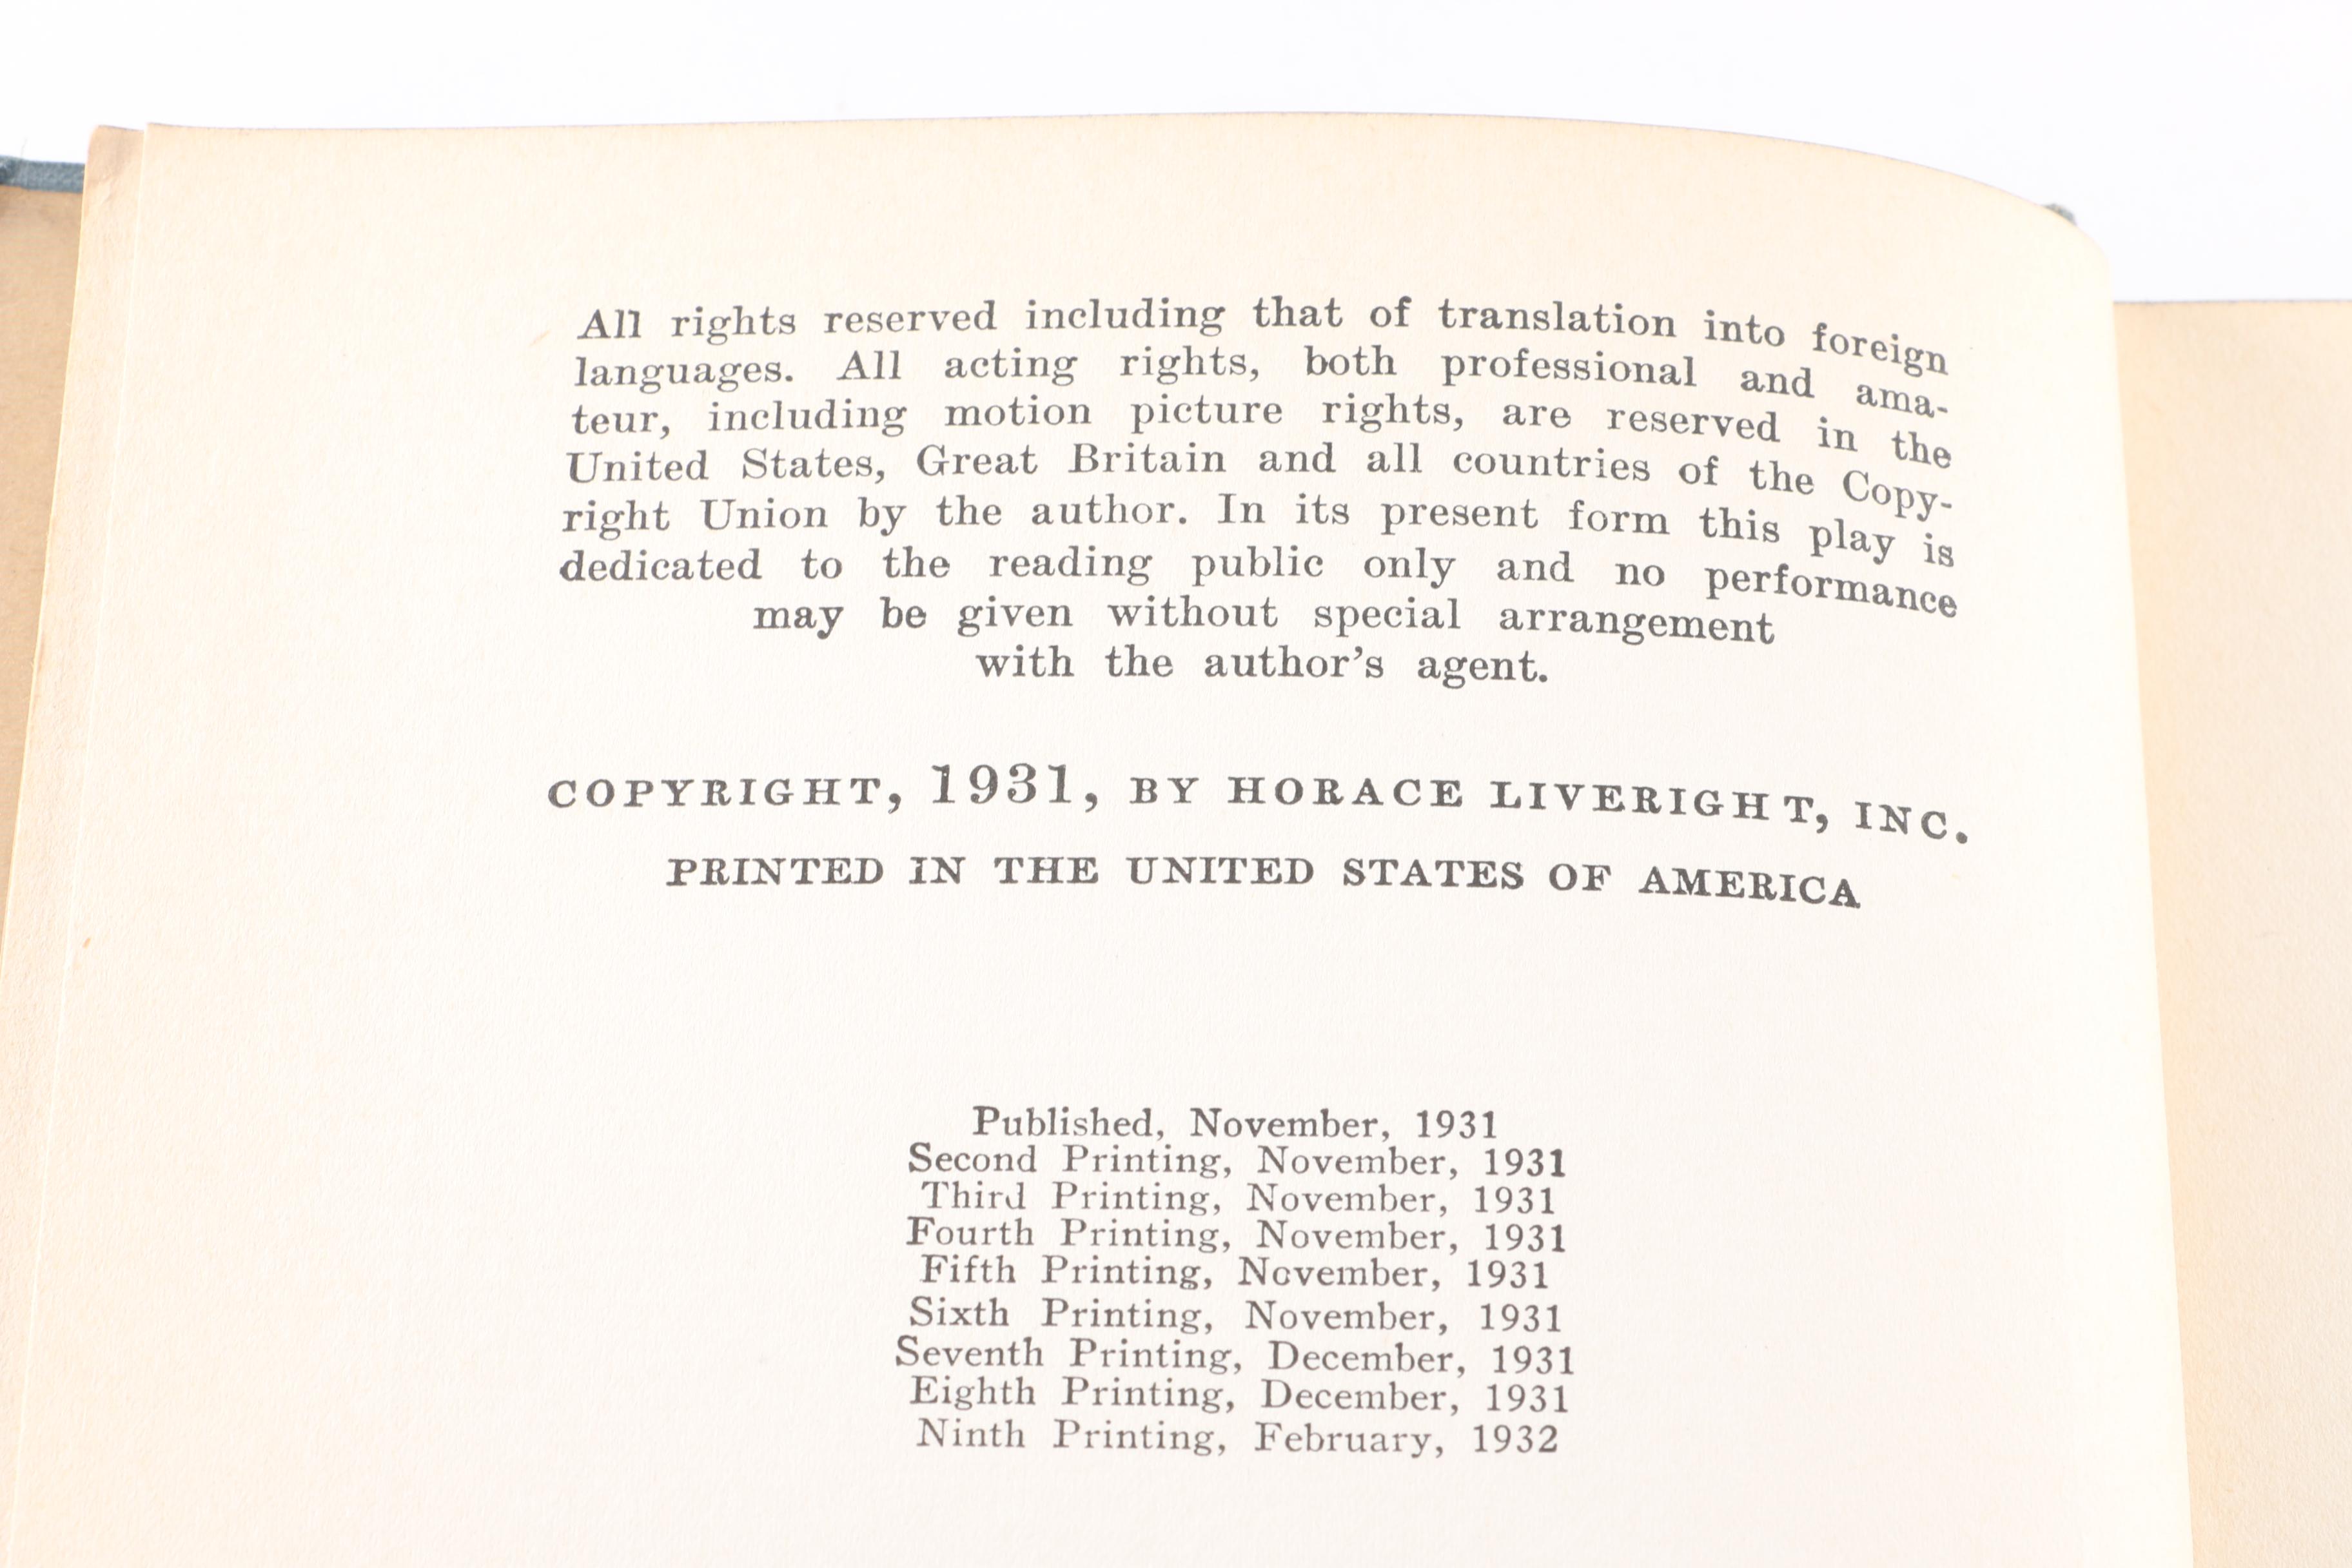 All rights reserved including that of translation into foreign
languages. All acting rights, both professional and ama-
teur, including motion picture rights, are reserved in the
United States, Great Britain and all countries of the Copy-
right Union by the author. In its present form this play is
dedicated to the reading public only and no performance
may be given without special arrangement
with the author's agent.
COPYRIGHT, 1931, BY HORACE LIVERIGHT, INC.
PRINTED IN THE UNITED STATES OF AMERICA
Published, November, 1931
Second Printing, November, 1931
Third Printing, November, 1931
Fourth Printing, November, 1931
Fifth Printing, November, 1931
Sixth Printing, November, 1931
Seventh Printing, December, 1931
Eighth Printing, December, 1931
Ninth Printing, February, 1932